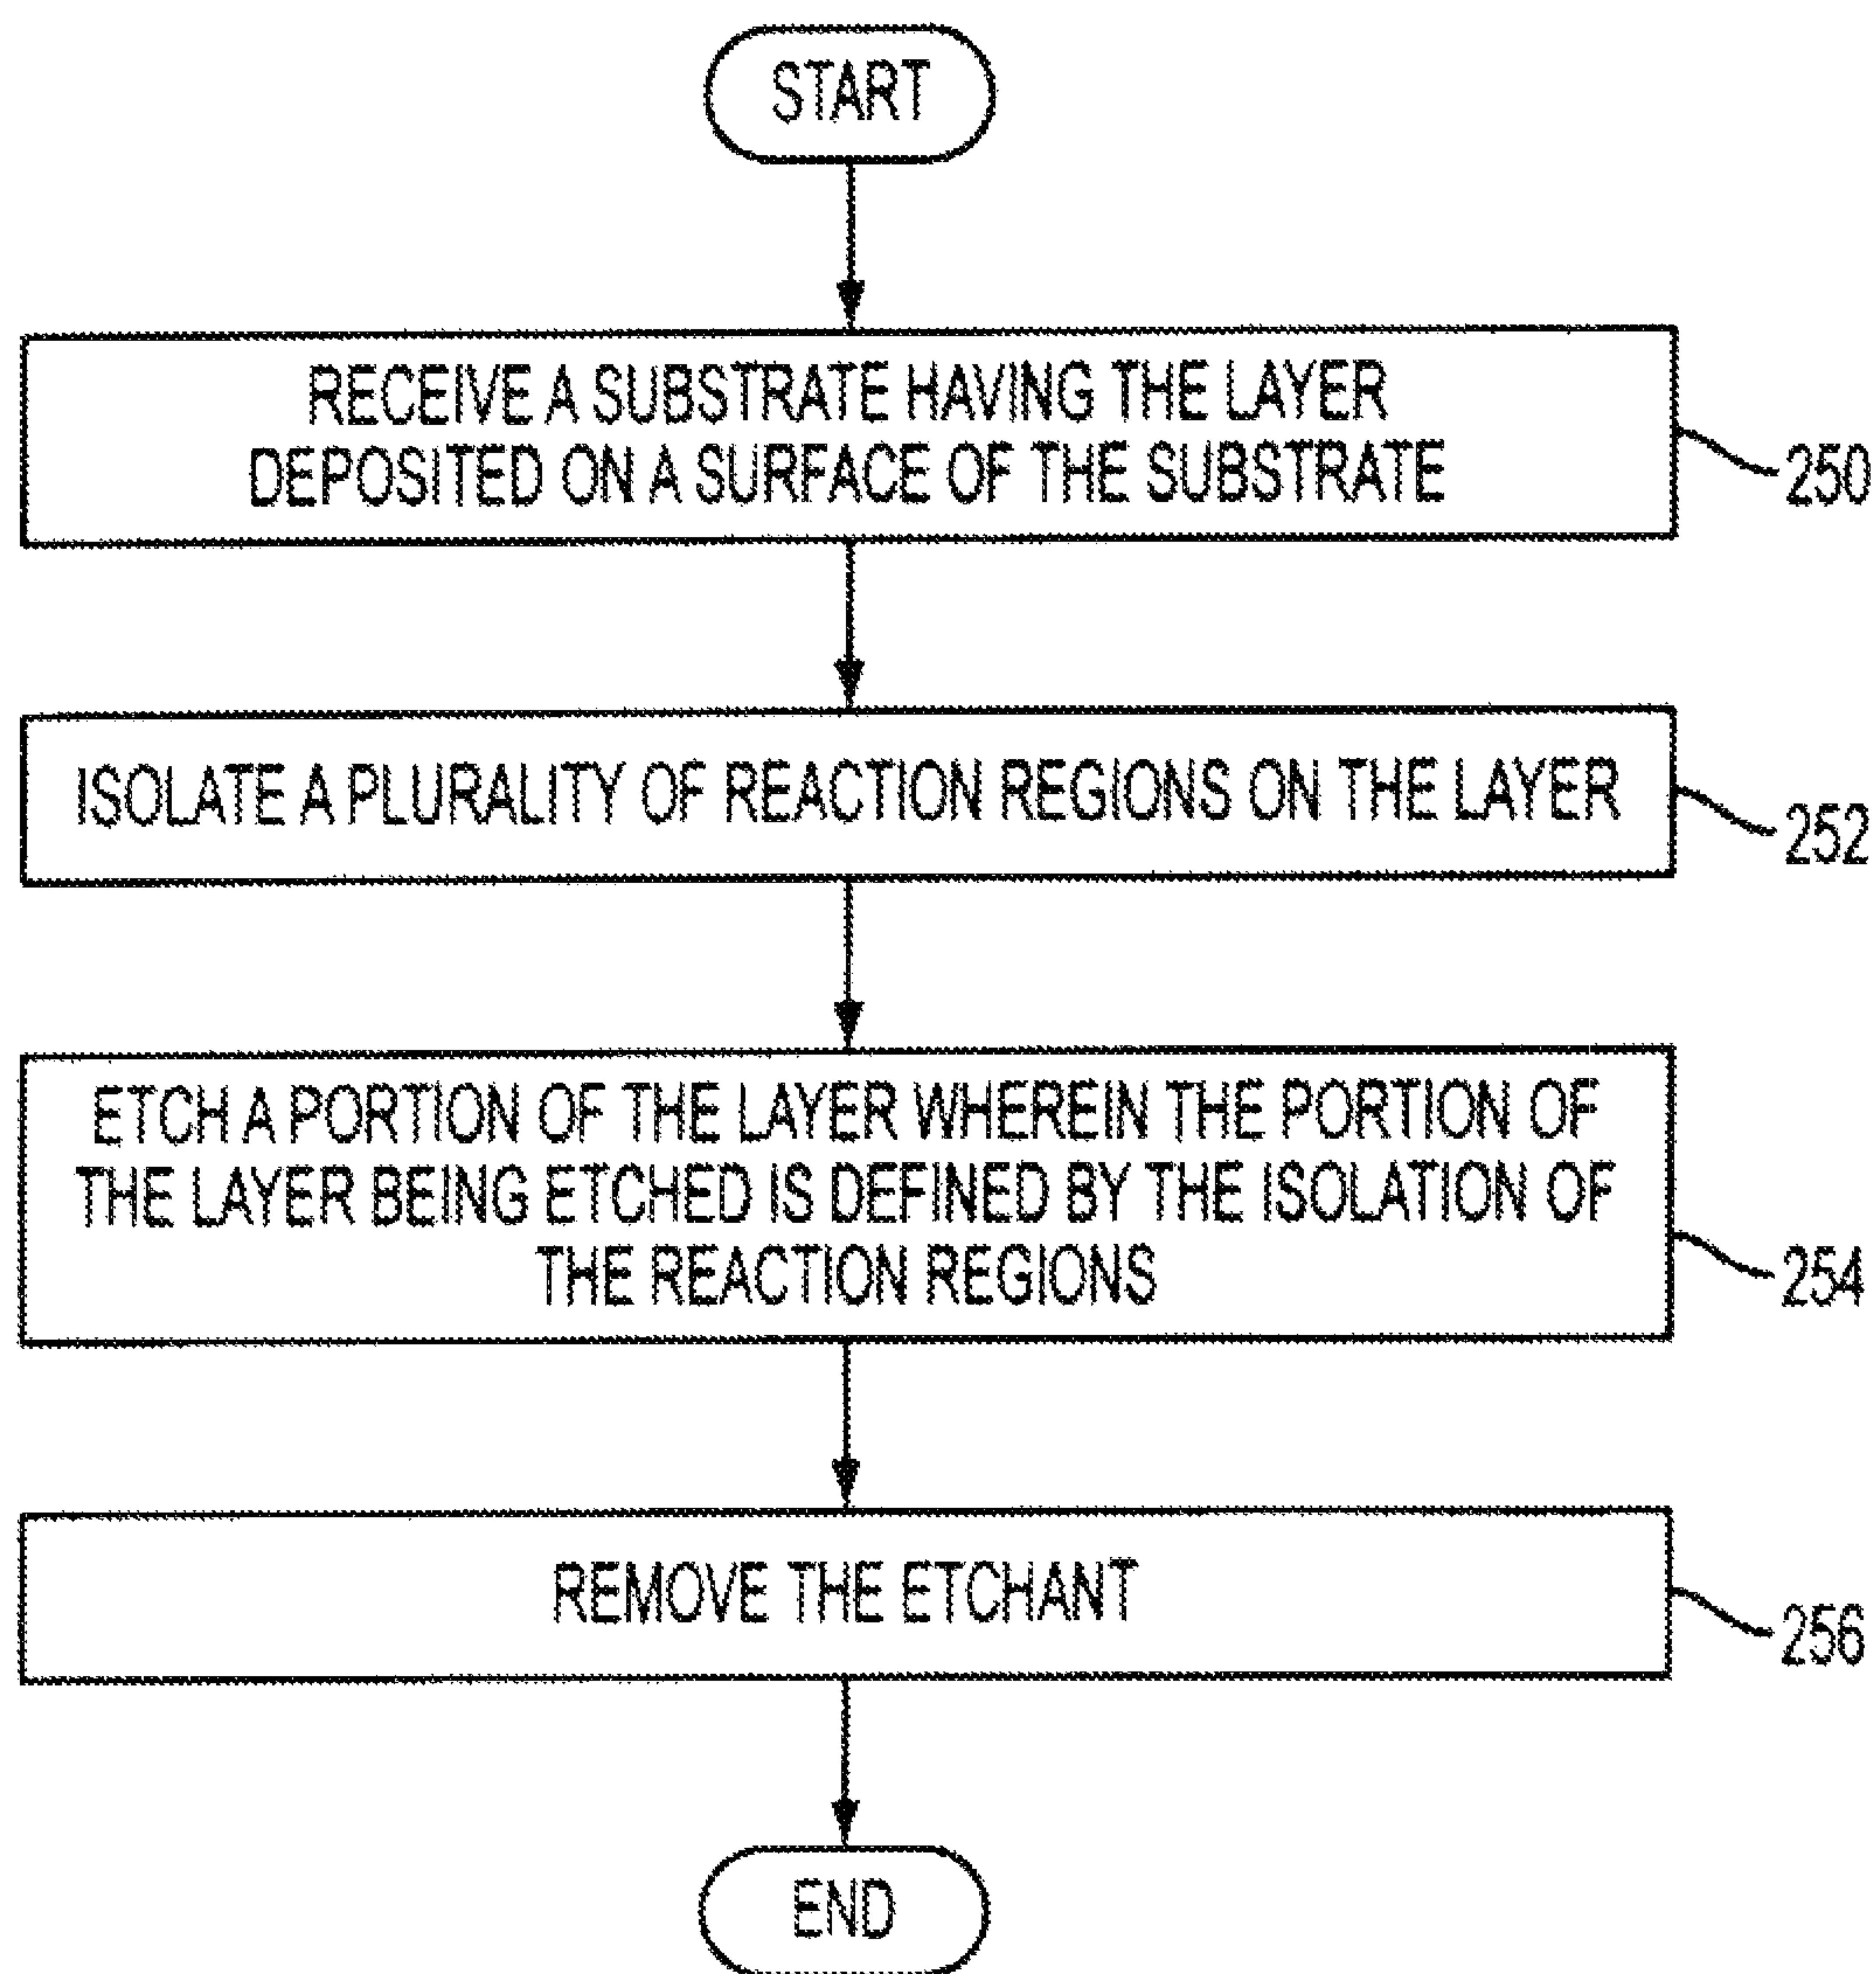 START
RECEIVE A SUBSTRATE HAVING THE LAYER
DEPOSITED ON A SURFACE OF THE SUBSTRATE
250
ISOLATE A PLURALITY OF REACTION REGIONS ON THE LAYER
252
ETCH A PORTION OF THE LAYER WHEREIN THE PORTION OF
THE LAYER BEING ETCHED IS DEFINED BY THE ISOLATION OF
THE REACTION REGIONS
254
REMOVE THE ETCHANT
256
END